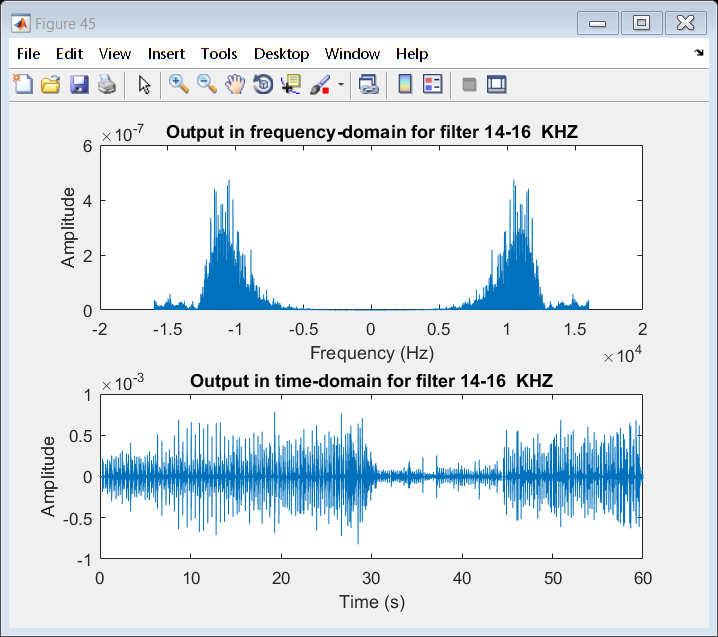 Figure 45
File Edit View Insert Tools Desktop Window Help
×10^-7
Output in frequency-domain for filter 14-16  KHZ
6
4
2
0
Amplitude
-2 -1.5 -1 -0.5 0 0.5 1 1.5 2
Frequency (Hz)
×10^4
×10^-3
Output in time-domain for filter 14-16  KHZ
1
0.5
0
-0.5
-1
Amplitude
0 10 20 30 40 50 60
Time (s)